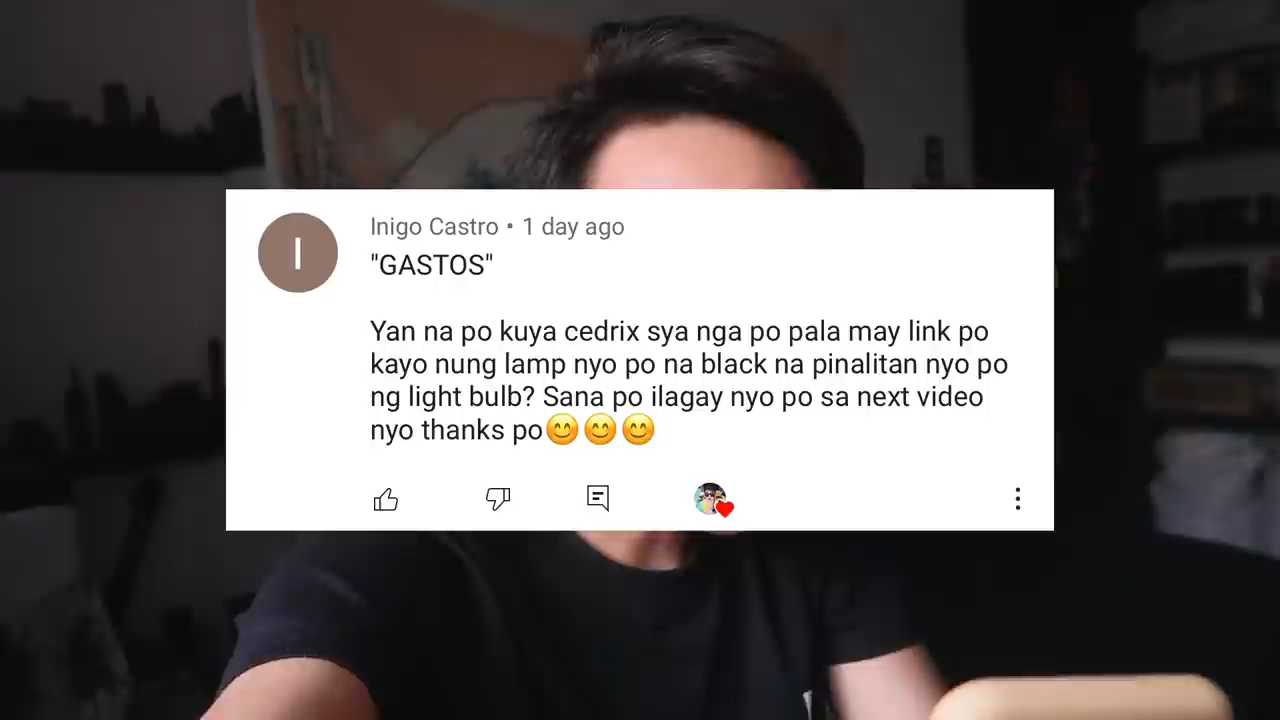 I
Inigo Castro • 1 day ago
"GASTOS"
Yan na po kuya cedrix sya nga po pala may link po
kayo nung lamp nyo po na black na pinalitan nyo po
ng light bulb? Sana po ilagay nyo po sa next video
nyo thanks po😊😊😊